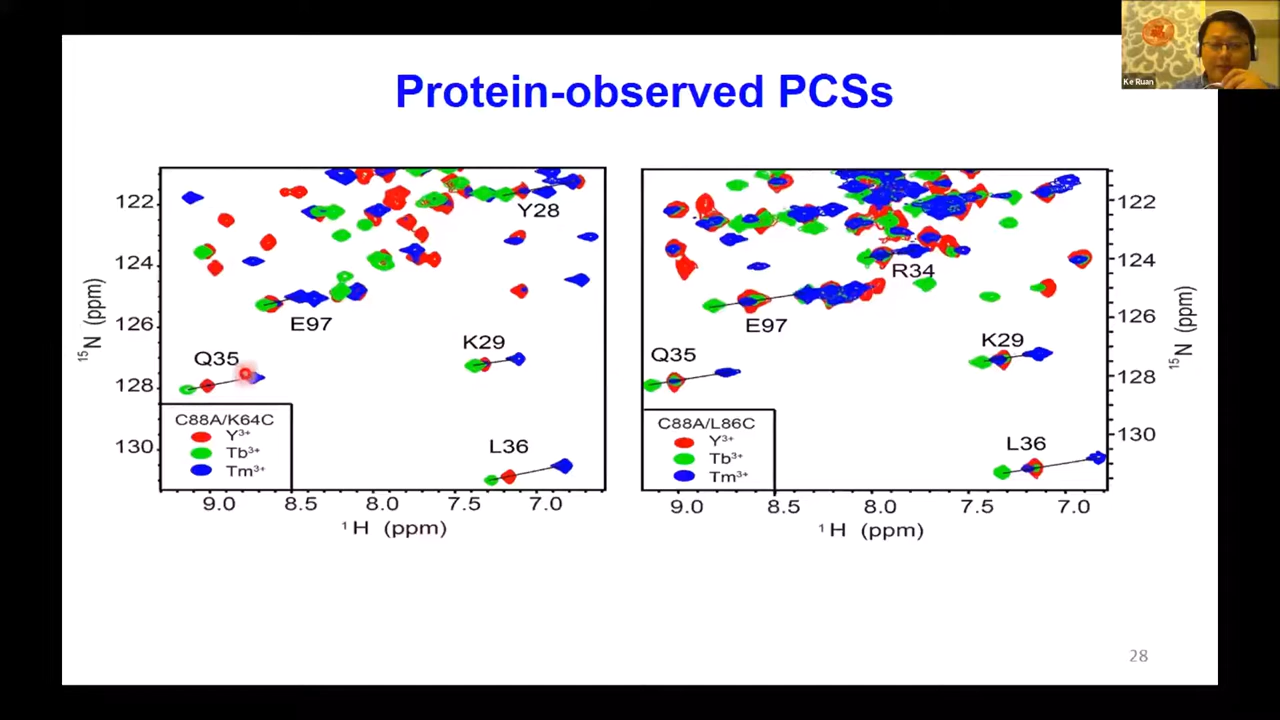 Ke Ruan
Protein-observed PCSs
122
124
126
128
130
¹⁵N (ppm)
Y28
E97
K29
Q35
L36
C88A/K64C
Y³⁺
Tb³⁺
Tm³⁺
9.0 8.5 8.0 7.5 7.0
¹H (ppm)
R34
E97
K29
Q35
L36
C88A/L86C
Y³⁺
Tb³⁺
Tm³⁺
122
124
126
128
130
¹⁵N (ppm)
9.0 8.5 8.0 7.5 7.0
¹H (ppm)
28